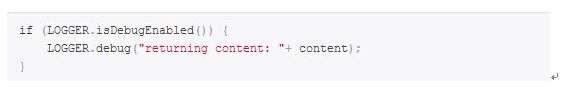 if (LOGGER.isDebugEnabled()) {
    LOGGER.debug("returning content: "+ content);
}